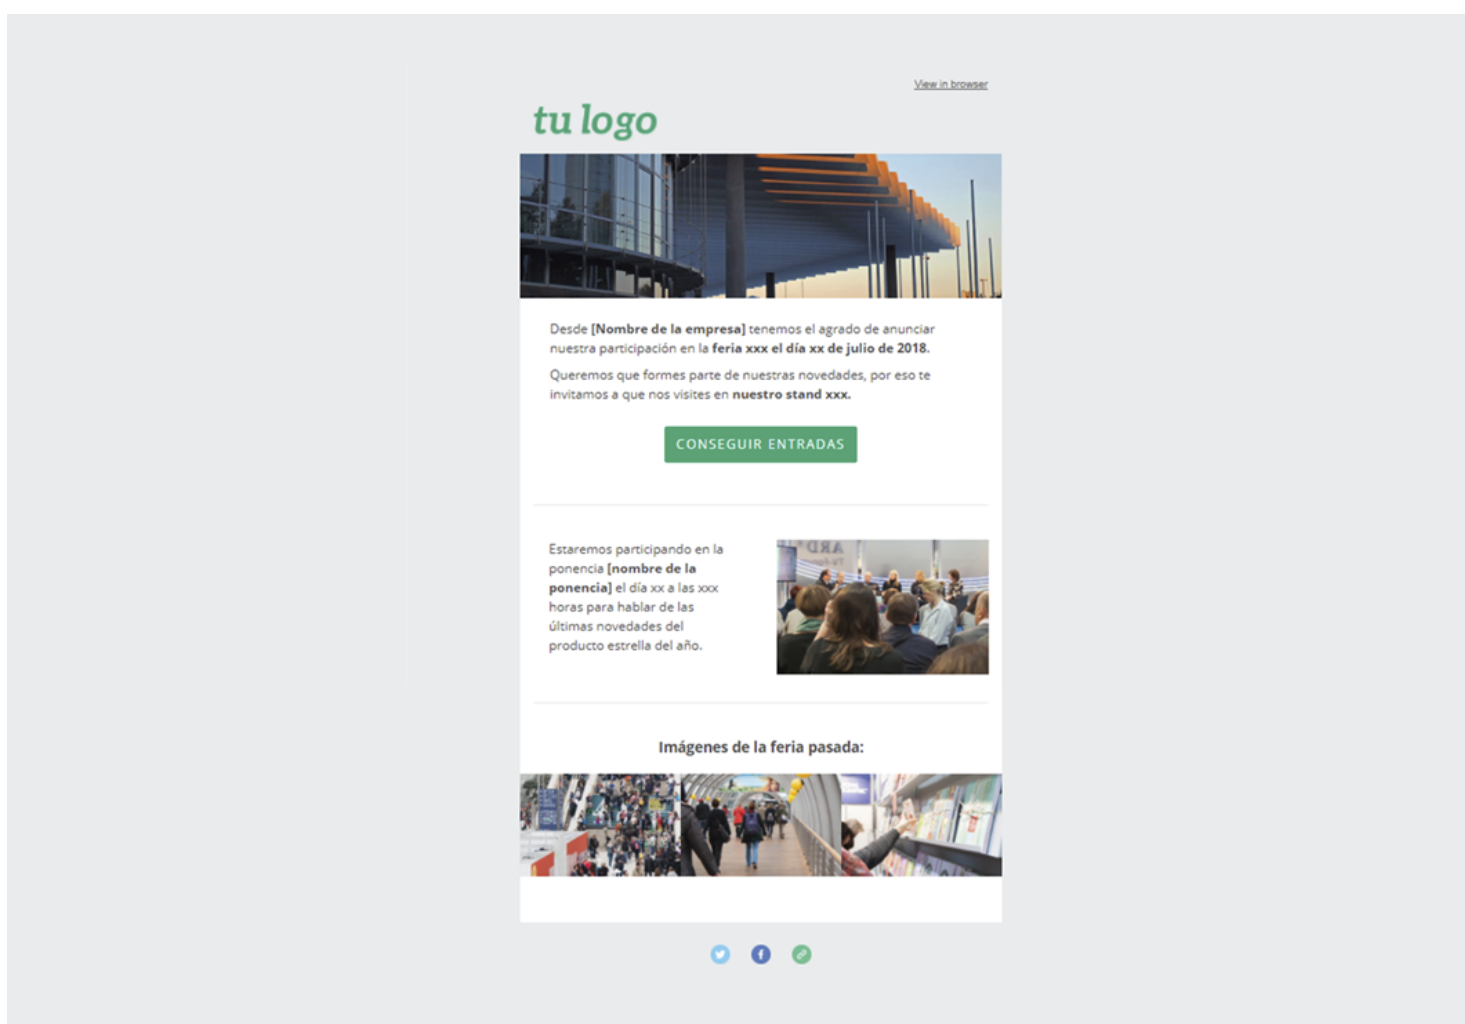 View in browser
tu logo
Desde [Nombre de la empresa] tenemos el agrado de anunciar
nuestra participación en la feria xxx el día xx de julio de 2018.
Queremos que formes parte de nuestras novedades, por eso te
invitamos a que nos visites en nuestro stand xxx.
CONSEGUIR ENTRADAS
Estaremos participando en la
ponencia [nombre de la
ponencia] el día xx a las xxx
horas para hablar de las
últimas novedades del
producto estrella del año.
ARD
Imágenes de la feria pasada: